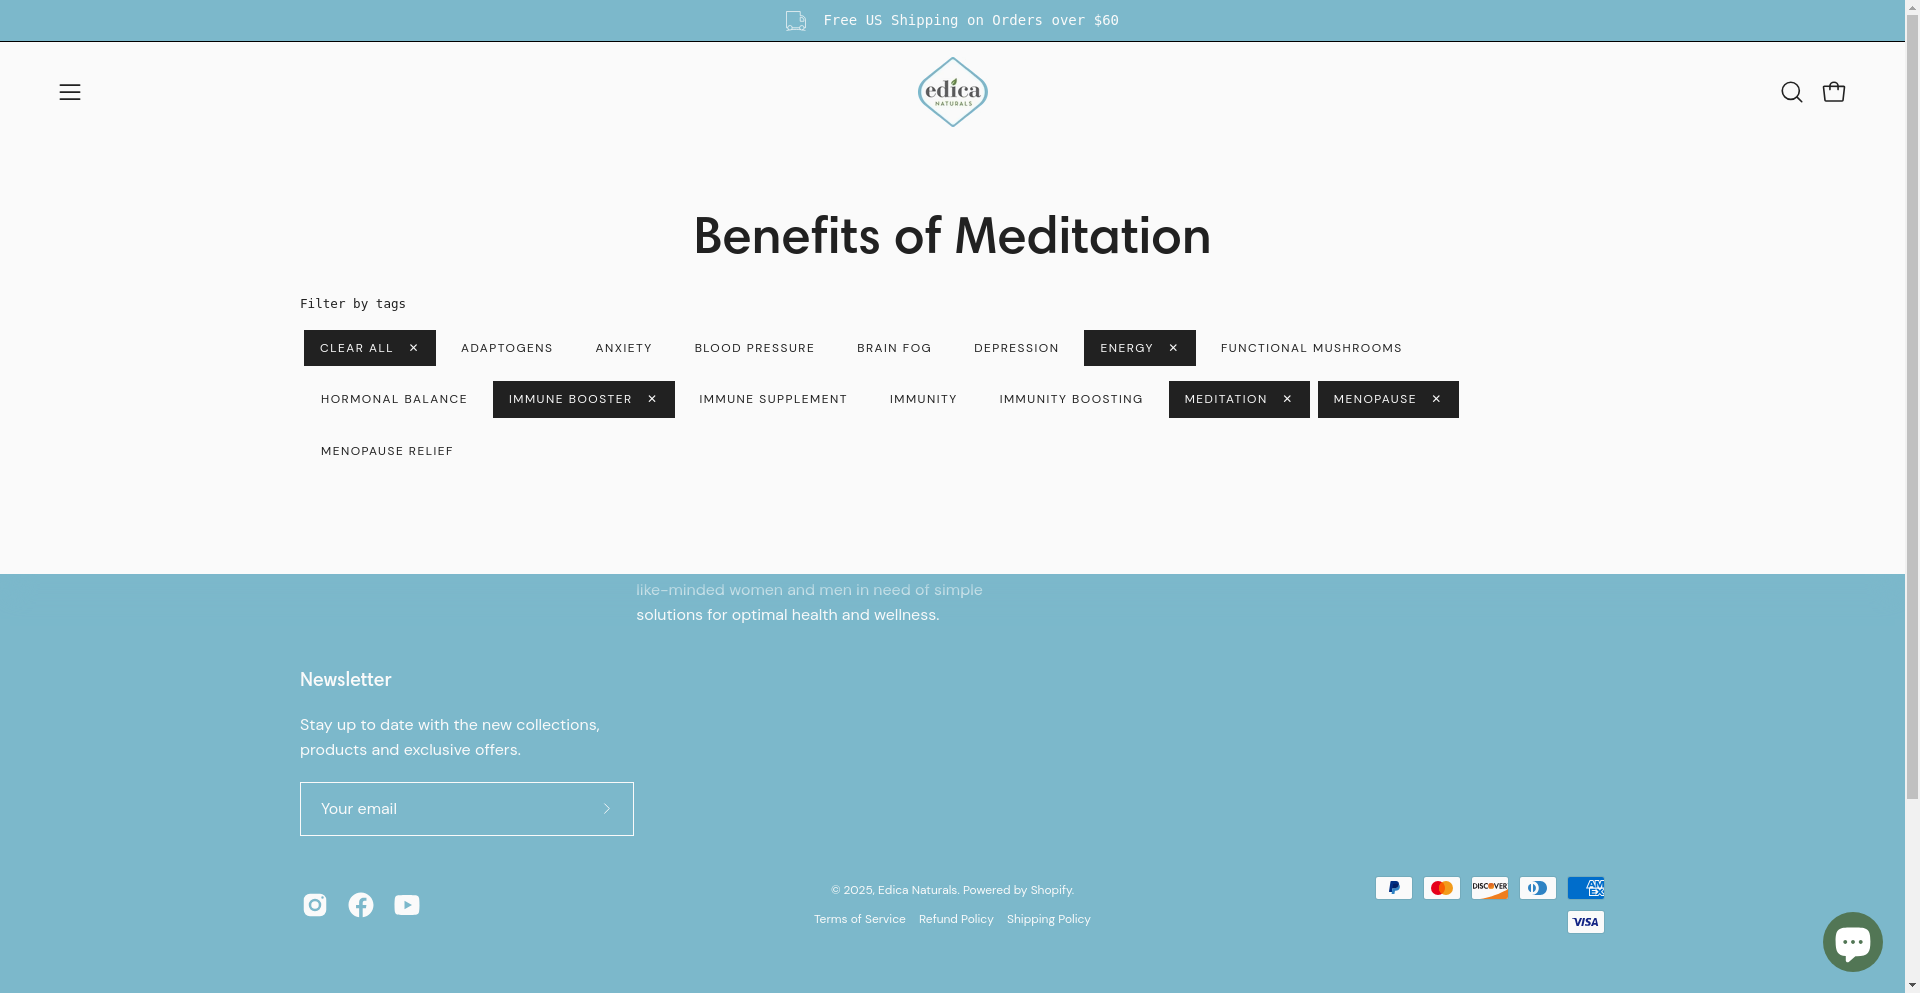 Free US Shipping on Orders over $60
edica
NATURALS
Benefits of Meditation
Filter by tags
CLEAR ALL ✕ ADAPTOGENS ANXIETY BLOOD PRESSURE BRAIN FOG DEPRESSION ENERGY ✕ FUNCTIONAL MUSHROOMS
HORMONAL BALANCE IMMUNE BOOSTER ✕ IMMUNE SUPPLEMENT IMMUNITY IMMUNITY BOOSTING MEDITATION ✕ MENOPAUSE ✕
MENOPAUSE RELIEF
like-minded women and men in need of simple
solutions for optimal health and wellness.
Newsletter
Stay up to date with the new collections,
products and exclusive offers.
Your email
© 2025, Edica Naturals. Powered by Shopify.
Terms of Service Refund Policy Shipping Policy
DISCOVER
AM
EX
VISA